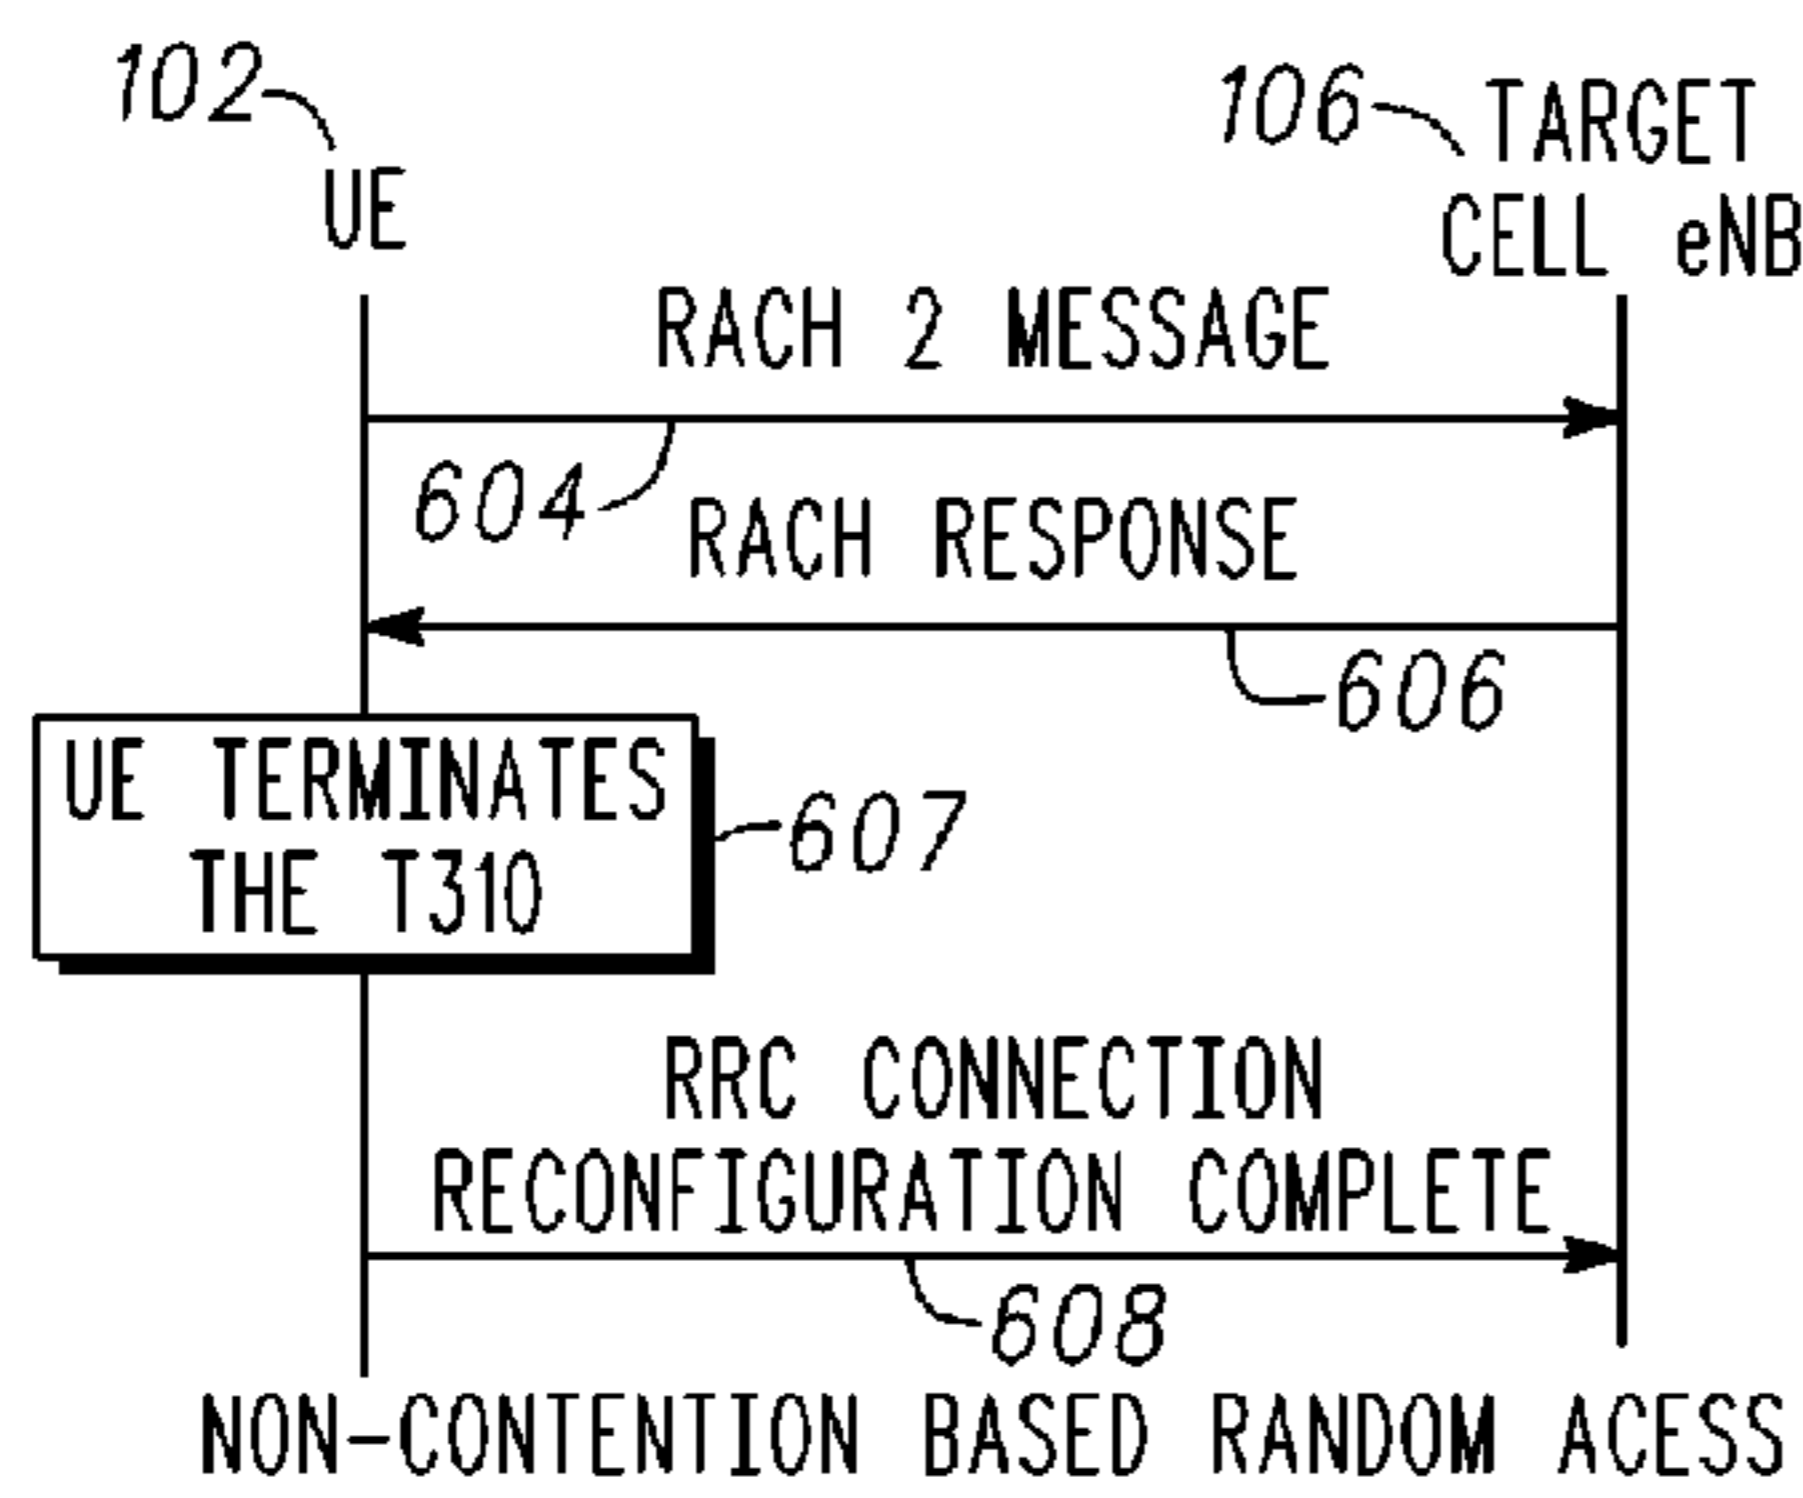 102
UE
106
TARGET
CELL eNB
RACH 2 MESSAGE
604
RACH RESPONSE
606
UE TERMINATES
THE T310
607
RRC CONNECTION
RECONFIGURATION COMPLETE
608
NON-CONTENTION BASED RANDOM ACESS